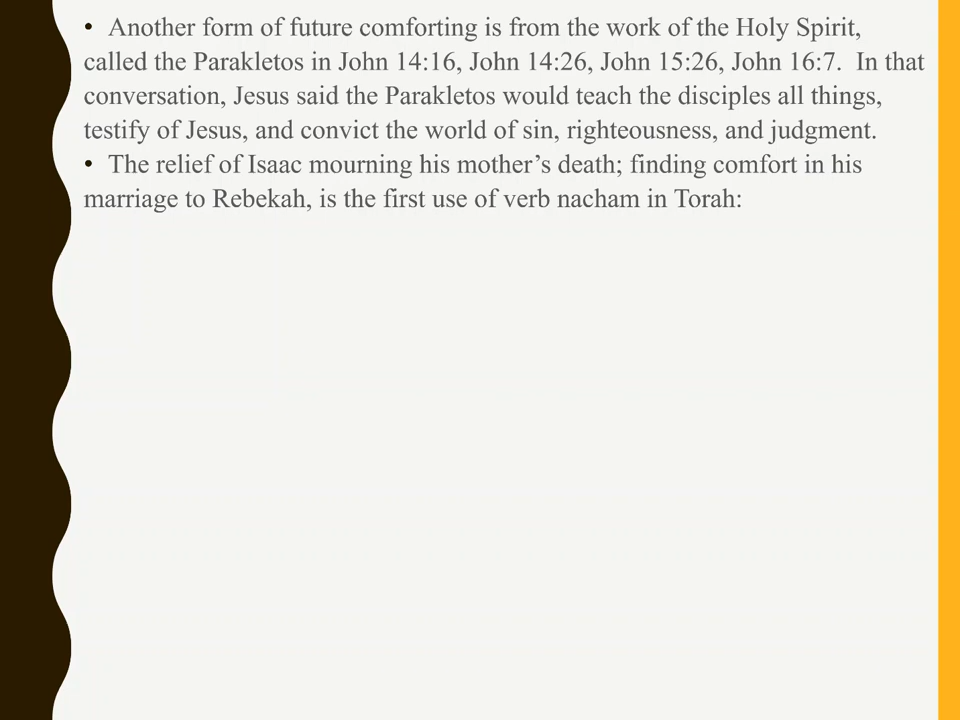 • Another form of future comforting is from the work of the Holy Spirit,
called the Parakletos in John 14:16, John 14:26, John 15:26, John 16:7.  In that
conversation, Jesus said the Parakletos would teach the disciples all things,
testify of Jesus, and convict the world of sin, righteousness, and judgment.
• The relief of Isaac mourning his mother’s death; finding comfort in his
marriage to Rebekah, is the first use of verb nacham in Torah: